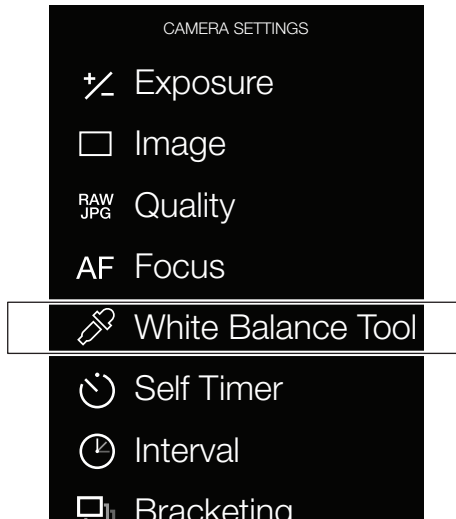 CAMERA SETTINGS
+/- Exposure
Image
RAW
JPG Quality
AF Focus
White Balance Tool
Self Timer
Interval
Bracketing